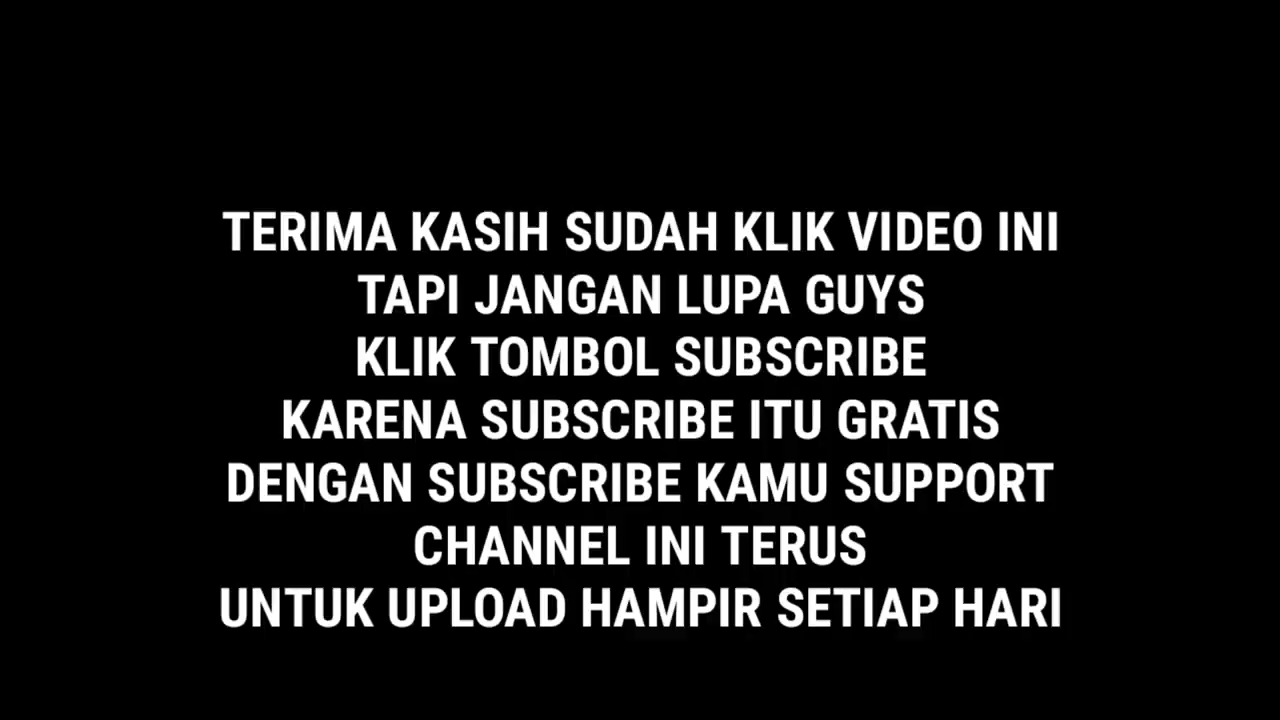 TERIMA KASIH SUDAH KLIK VIDEO INI
TAPI JANGAN LUPA GUYS
KLIK TOMBOL SUBSCRIBE
KARENA SUBSCRIBE ITU GRATIS
DENGAN SUBSCRIBE KAMU SUPPORT
CHANNEL INI TERUS
UNTUK UPLOAD HAMPIR SETIAP HARI